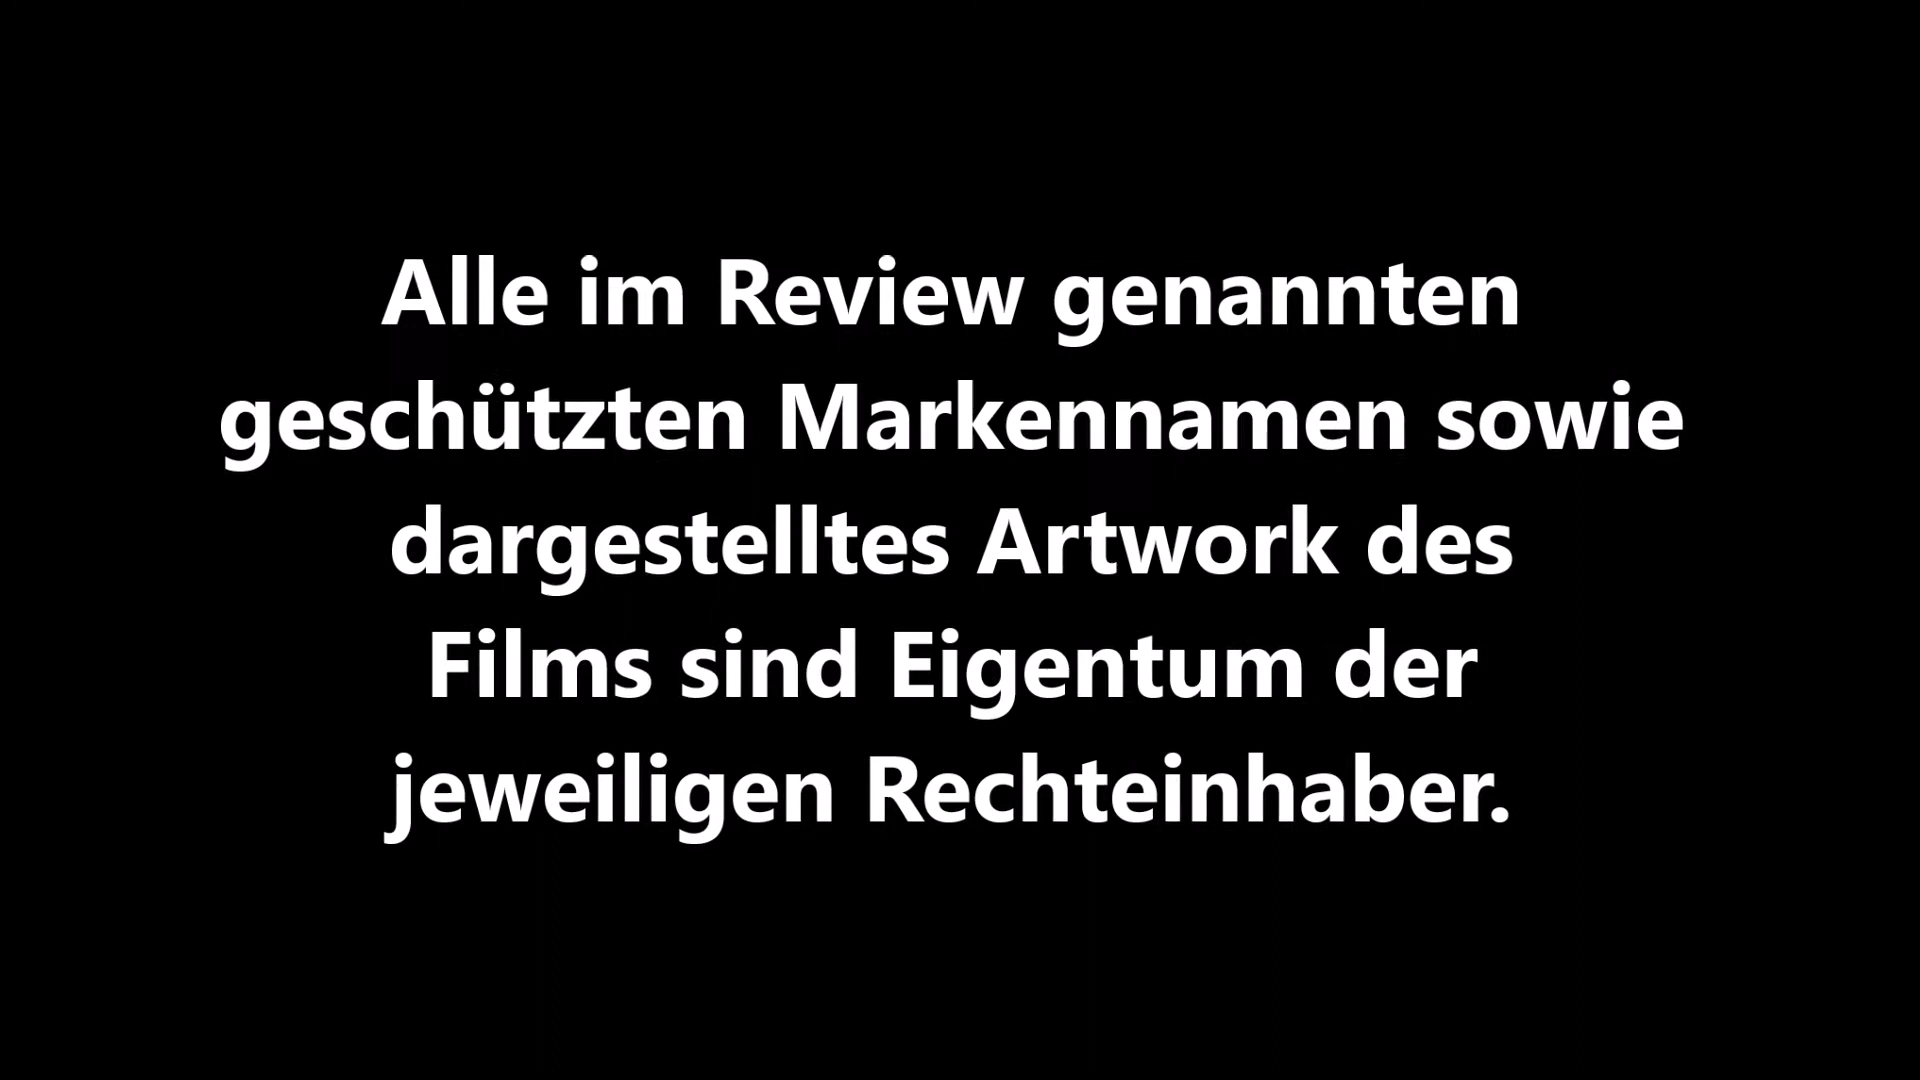 Alle im Review genannten
geschützten Markennamen sowie
dargestelltes Artwork des
Films sind Eigentum der
jeweiligen Rechteinhaber.